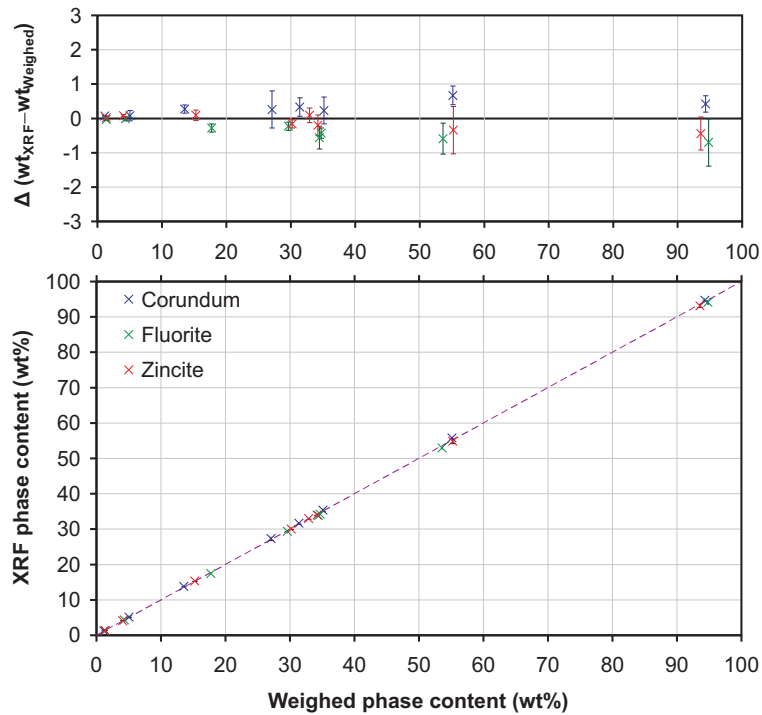 3
2
1
0
-1
-2
-3
Δ (wtXRF−wtWeighed)
0 10 20 30 40 50 60 70 80 90 100
100
90
80
70
60
50
40
30
20
10
0
XRF phase content (wt%)
Corundum
Fluorite
Zincite
0 10 20 30 40 50 60 70 80 90 100
Weighed phase content (wt%)